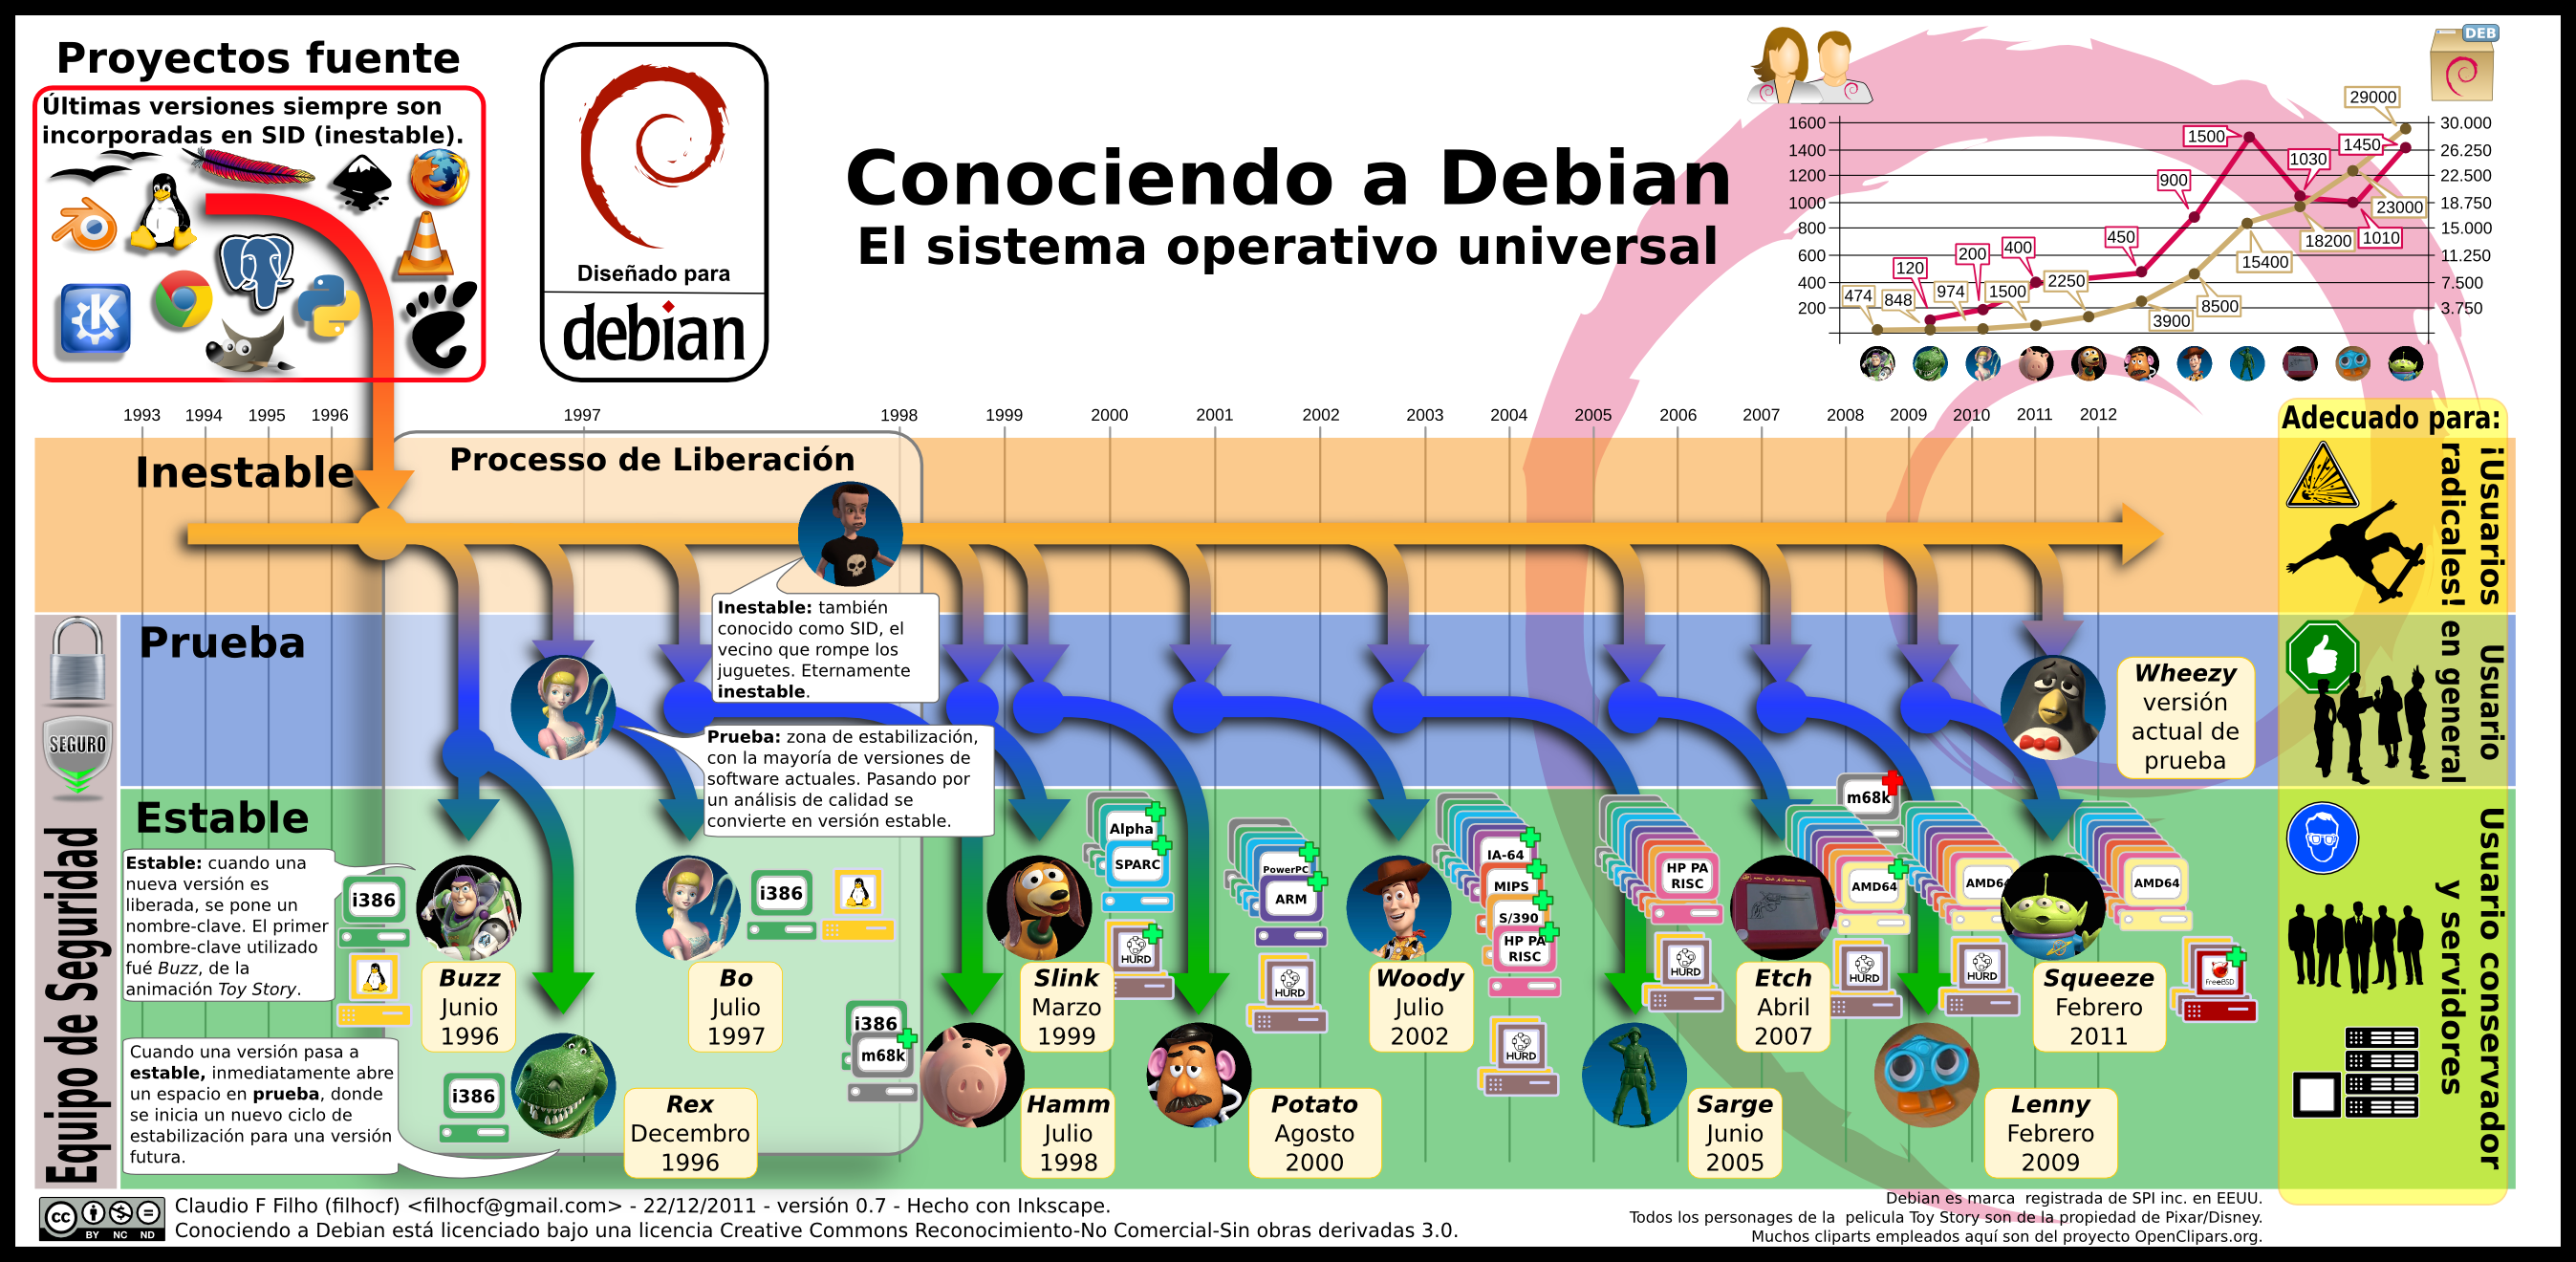 Proyectos fuente
Últimas versiones siempre son
incorporadas en SID (inestable).
Diseñado para
debian
Conociendo a Debian
El sistema operativo universal
DEB
1600
1400
1200
1000
800
600
400
200
30.000
26.250
22.500
18.750
15.000
11.250
7.500
3.750
120
200
400
450
900
1500
1030
1010
1450
474
848
974
1500
2250
3900
8500
15400
18200
23000
29000
1993 1994 1995 1996 1997 1998 1999 2000 2001 2002 2003 2004 2005 2006 2007 2008 2009 2010 2011 2012
Adecuado para:
Inestable
Processo de Liberación
Inestable: también
conocido como SID, el
vecino que rompe los
juguetes. Eternamente
inestable.
¡Usuarios
radicales!
Prueba
Prueba: zona de estabilización,
con la mayoría de versiones de
software actuales. Pasando por
un análisis de calidad se
convierte en versión estable.
Wheezy
versión
actual de
prueba
Usuario
en general
SEGURO
Equipo de Seguridad
Estable
Estable: cuando una
nueva versión es
liberada, se pone un
nombre-clave. El primer
nombre-clave utilizado
fué Buzz, de la
animación Toy Story.
Cuando una versión pasa a
estable, inmediatamente abre
un espacio en prueba, donde
se inicia un nuevo ciclo de
estabilización para una versión
futura.
i386
Buzz
Junio
1996
i386
Rex
Decembro
1996
i386
Bo
Julio
1997
i386
m68k
Hamm
Julio
1998
Alpha
SPARC
HURD
Slink
Marzo
1999
PowerPC
ARM
HURD
Potato
Agosto
2000
IA-64
MIPS
S/390
HP PA
RISC
HURD
Woody
Julio
2002
HP PA
RISC
HURD
Sarge
Junio
2005
m68k
AMD64
HURD
Etch
Abril
2007
AMD64
HURD
Lenny
Febrero
2009
AMD64
FreeBSD
Squeeze
Febrero
2011
Usuario conservador
y servidores
cc
BY NC ND
Claudio F Filho (filhocf) <filhocf@gmail.com> - 22/12/2011 - versión 0.7 - Hecho con Inkscape.
Conociendo a Debian está licenciado bajo una licencia Creative Commons Reconocimiento-No Comercial-Sin obras derivadas 3.0.
Debian es marca registrada de SPI inc. en EEUU.
Todos los personages de la pelicula Toy Story son de la propiedad de Pixar/Disney.
Muchos cliparts empleados aquí son del proyecto OpenClipars.org.